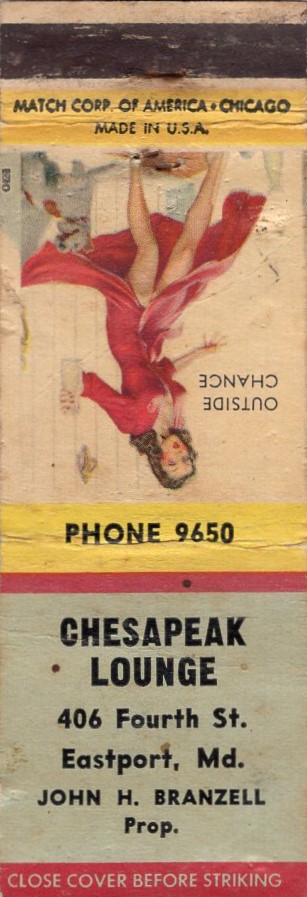 MATCH CORP. OF AMERICA • CHICAGO
MADE IN U.S.A.
OUTSIDE
CHANCE
PHONE 9650
CHESAPEAK
LOUNGE
406 Fourth St.
Eastport, Md.
JOHN H. BRANZELL
Prop.
CLOSE COVER BEFORE STRIKING